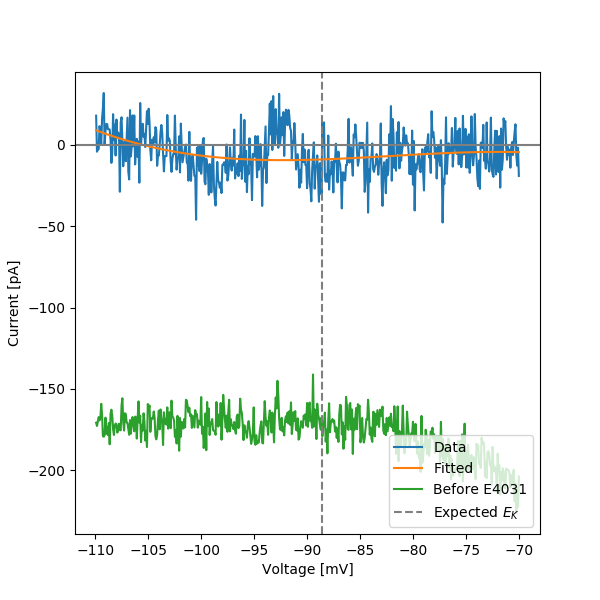 0
−50
−100
−150
−200
Current [pA]
−110 −105 −100 −95 −90 −85 −80 −75 −70
Voltage [mV]
Data
Fitted
Before E4031
Expected E_K